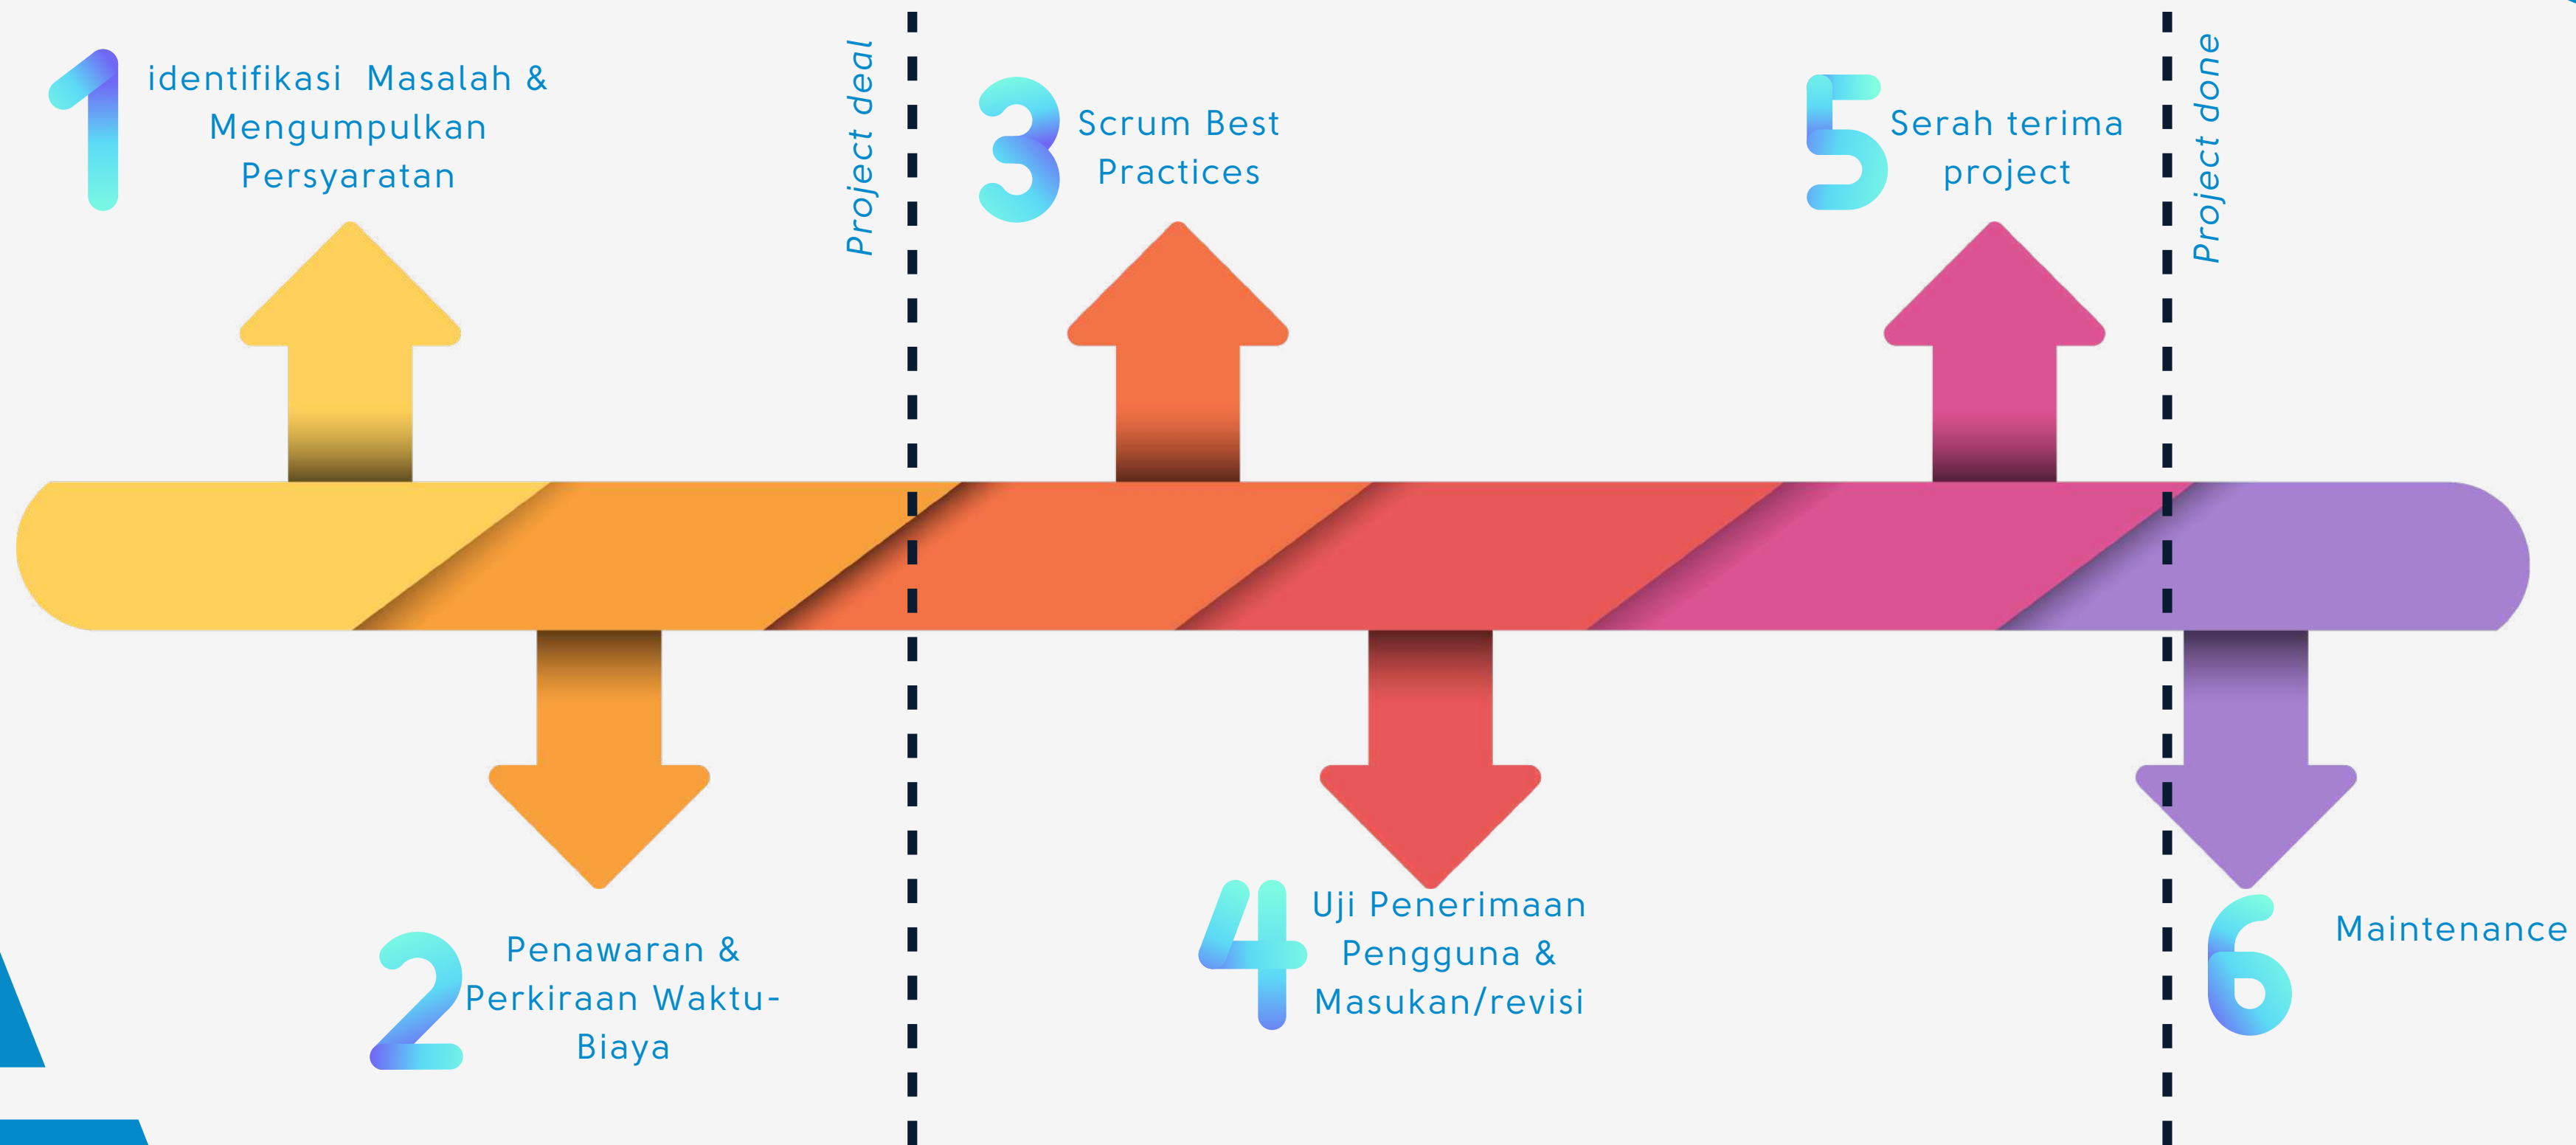 1
identifikasi  Masalah &
Mengumpulkan
Persyaratan
Project deal
3
Scrum Best
Practices
5
Serah terima
project
Project done
2
Penawaran &
Perkiraan Waktu-
Biaya
4
Uji Penerimaan
Pengguna &
Masukan/revisi
6
Maintenance